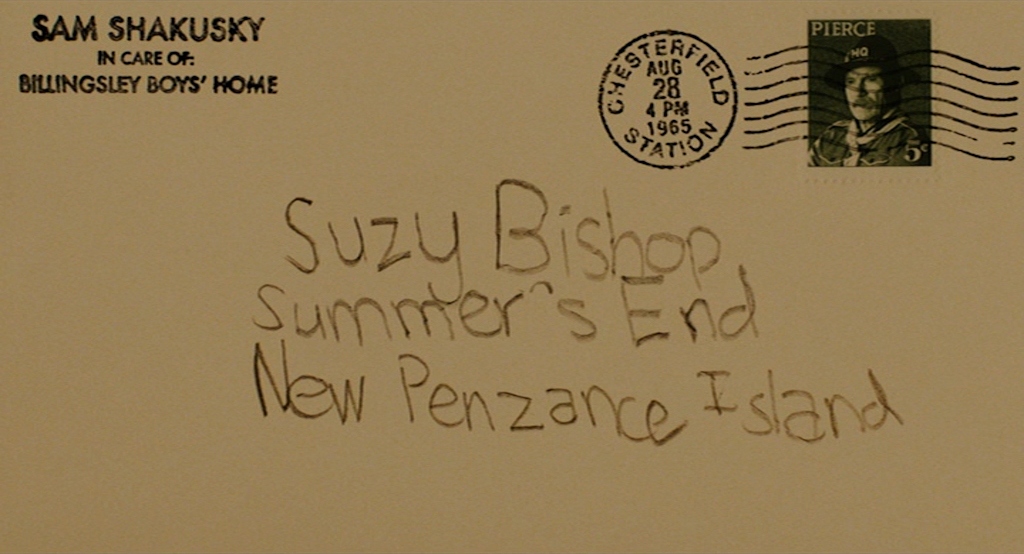 SAM SHAKUSKY
IN CARE OF:
BILLINGSLEY BOYS' HOME
CHESTERFIELD
AUG
28
4 PM
1965
STATION
PIERCE
HQ
5¢
Suzy Bishop
Summer's End
New Penzance Island